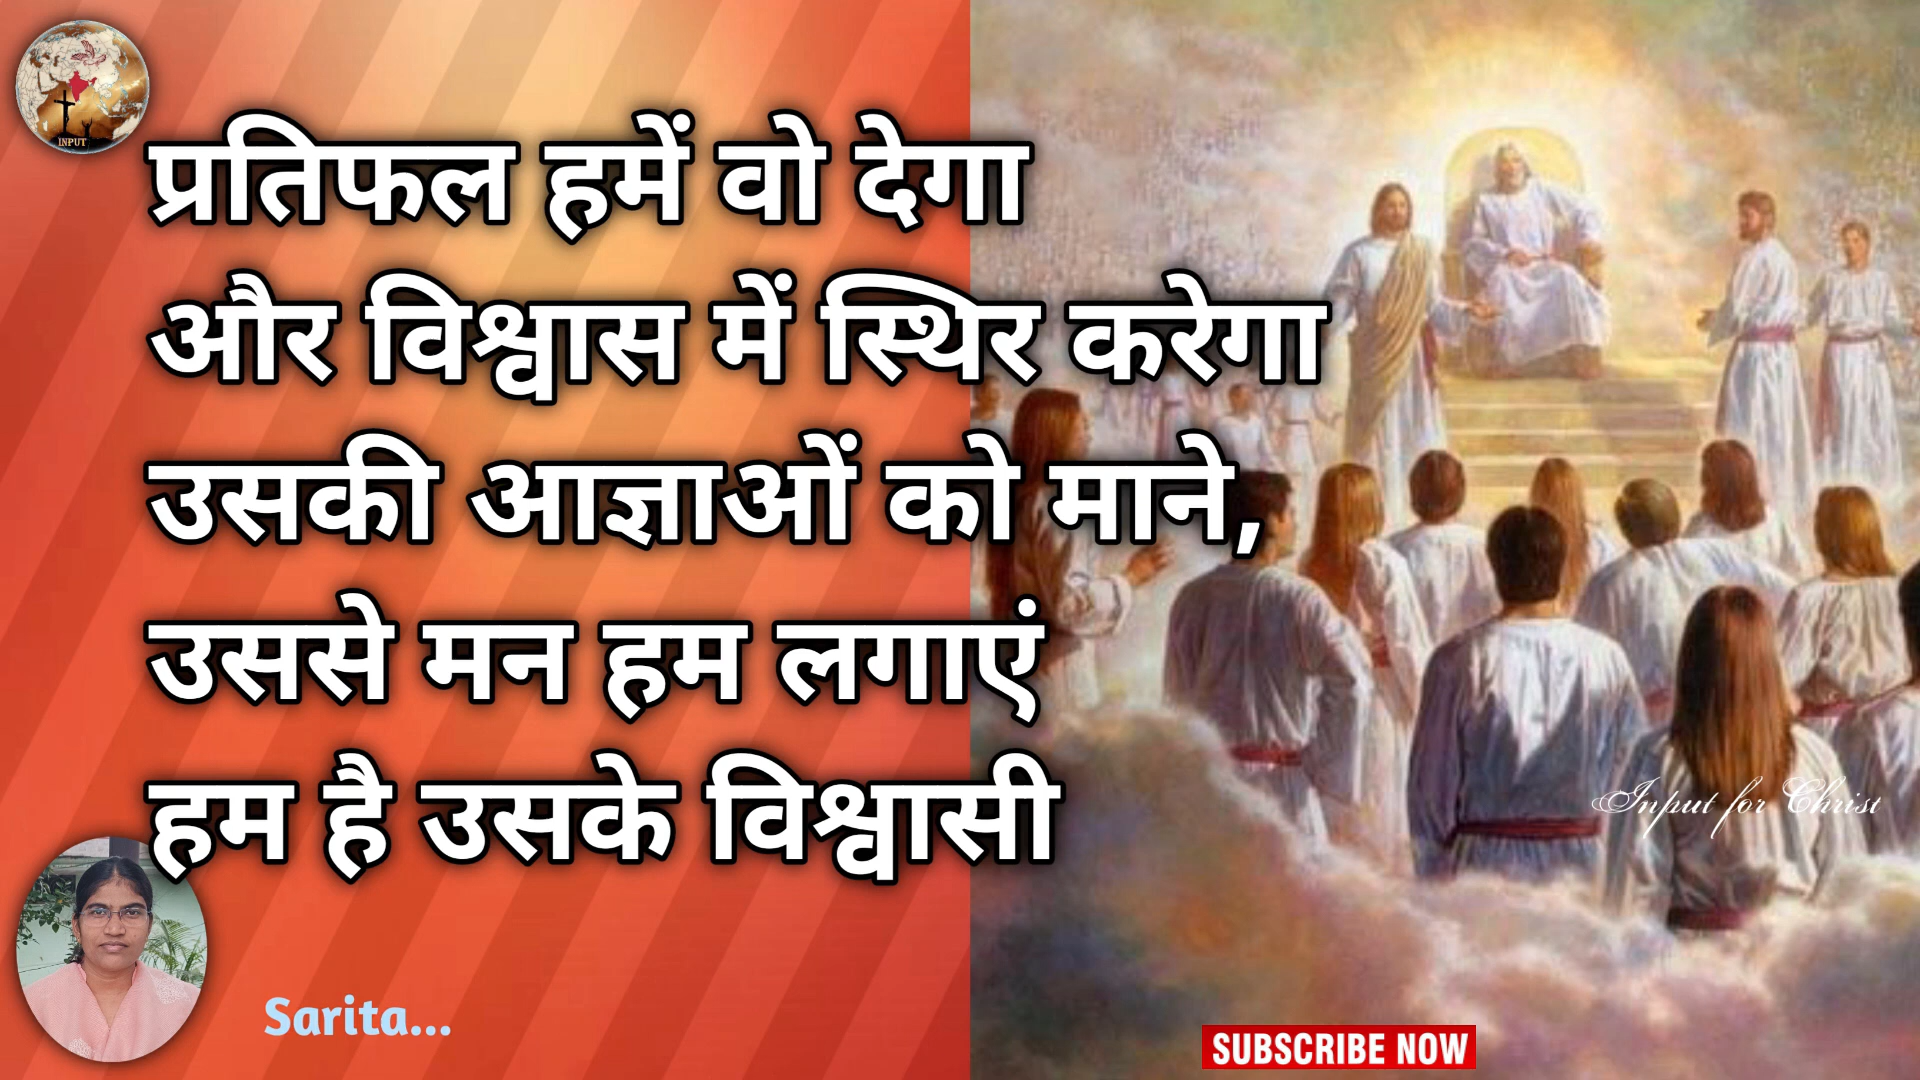 INPUT
प्रतिफल हमें वो देगा
और विश्वास में स्थिर करेगा
उसकी आज्ञाओं को माने,
उससे मन हम लगाएं
हम है उसके विश्वासी
Input for Christ
Sarita...
SUBSCRIBE NOW